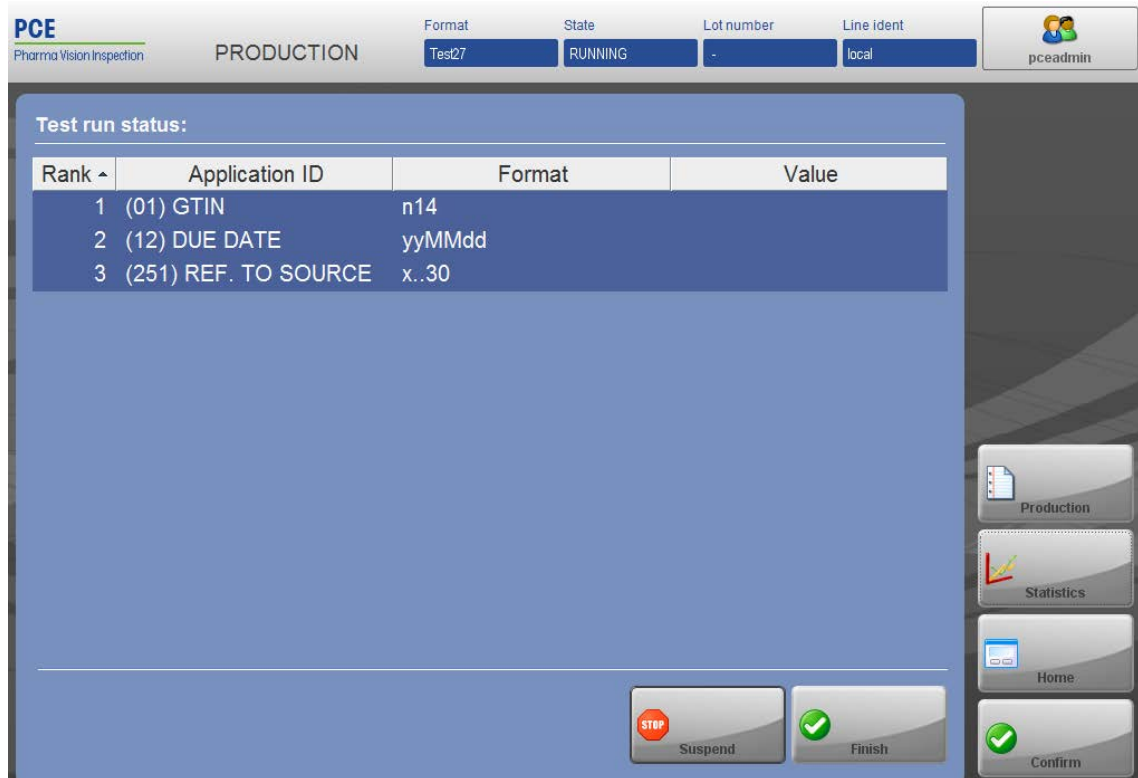 PCE
Pharma Vision Inspection
PRODUCTION
Format State Lot number Line ident
Test27 RUNNING - local
pceadmin
Test run status:
Rank Application ID Format Value
1 (01) GTIN n14
2 (12) DUE DATE yyMMdd
3 (251) REF. TO SOURCE x..30
Production
Statistics
Home
STOP
Suspend
Finish
Confirm